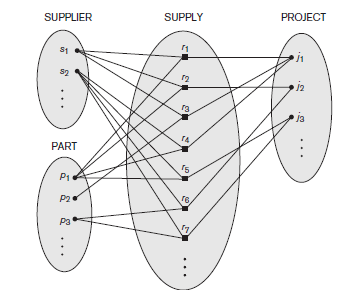 SUPPLIER SUPPLY PROJECT
s1
s2
PART
p1
p2
p3
r1
r2
r3
r4
r5
r6
r7
j1
j2
j3